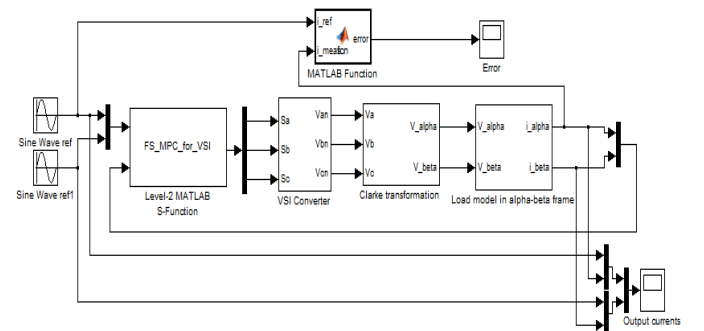 i_ref
error
i_meas
fcn
MATLAB Function
Error
Sine Wave ref
Sine Wave ref1
FS_MPC_for_VSI
Level-2 MATLAB
S-Function
Sa
Sb
Sc
Van
Vbn
Vcn
VSI Converter
Va
Vb
Vc
V_alpha
V_beta
Clarke transformation
V_alpha
V_beta
i_alpha
i_beta
Load model in alpha-beta frame
Output currents